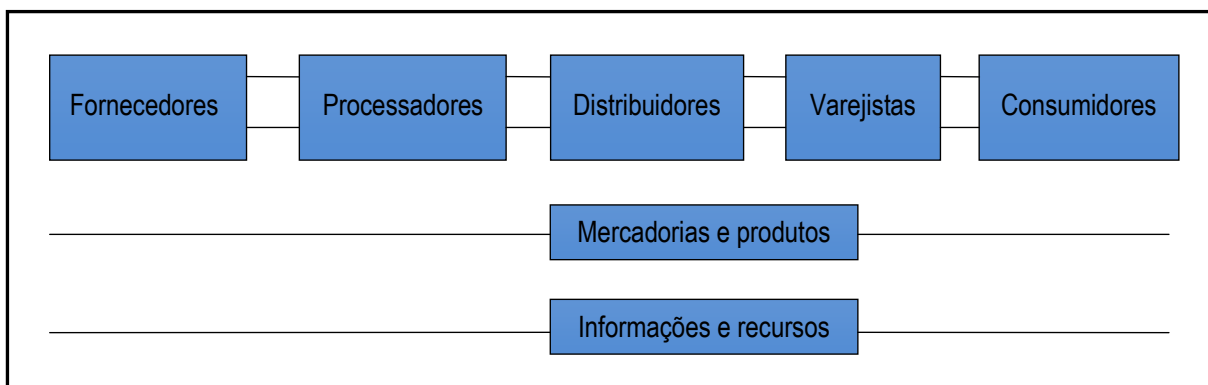 Fornecedores
Processadores
Distribuidores
Varejistas
Consumidores
Mercadorias e produtos
Informações e recursos